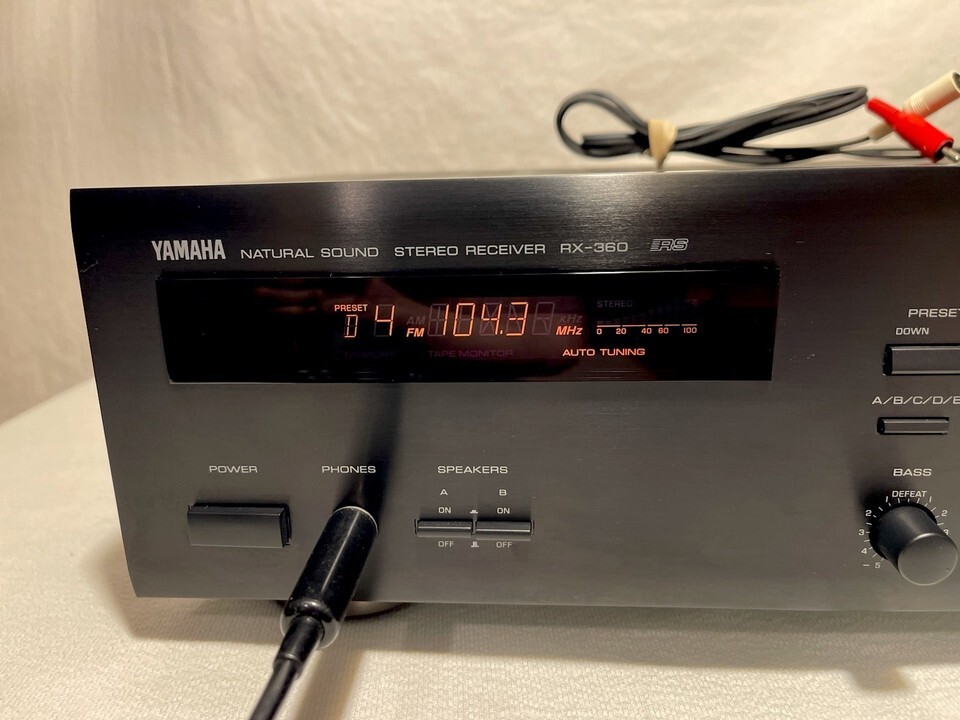 YAMAHA NATURAL SOUND STEREO RECEIVER RX-360 RS
PRESET
D 4 AM FM 104.3 kHz MHz
STEREO
0 20 40 60 100
TAPE MONITOR
AUTO TUNING
PRESET
DOWN
A/B/C/D/E
POWER
PHONES
SPEAKERS
A B
ON ON
OFF OFF
BASS
DEFEAT
2 2
3 3
4
-5